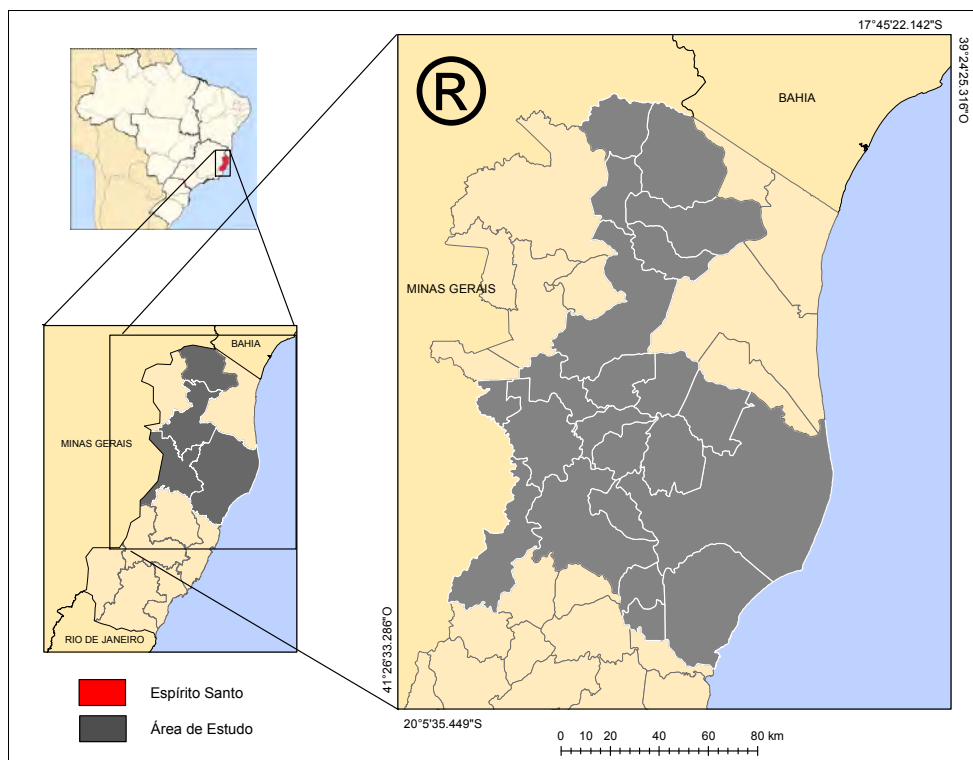 17°45'22.142"S
39°24'25.316"O
®
BAHIA
MINAS GERAIS
BAHIA
MINAS GERAIS
RIO DE JANEIRO
41°26'33.286"O
20°5'35.449"S
Espírito Santo
Área de Estudo
0 10 20 40 60 80 km